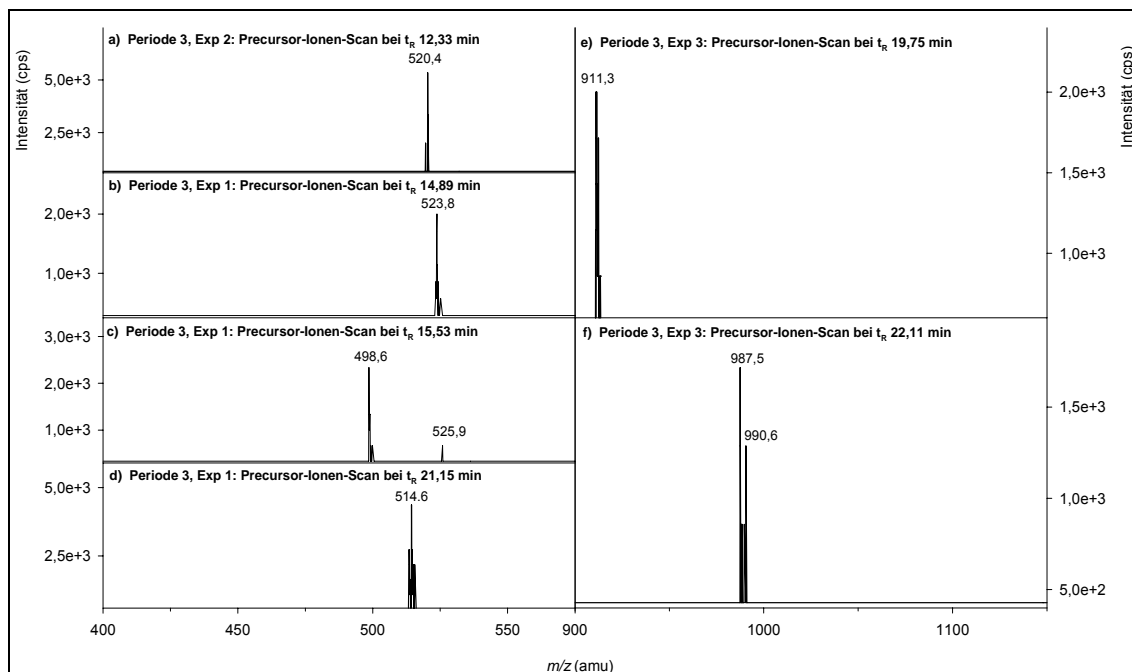 a) Periode 3, Exp 2: Precursor-Ionen-Scan bei tR 12,33 min
520,4
5,0e+3
2,5e+3
Intensität (cps)
b) Periode 3, Exp 1: Precursor-Ionen-Scan bei tR 14,89 min
523,8
2,0e+3
1,0e+3
c) Periode 3, Exp 1: Precursor-Ionen-Scan bei tR 15,53 min
3,0e+3
498,6
2,0e+3
525,9
1,0e+3
d) Periode 3, Exp 1: Precursor-Ionen-Scan bei tR 21,15 min
5,0e+3
514.6
2,5e+3
400 450 500 550
e) Periode 3, Exp 3: Precursor-Ionen-Scan bei tR 19,75 min
911,3
2,0e+3
Intensität (cps)
1,5e+3
1,0e+3
f) Periode 3, Exp 3: Precursor-Ionen-Scan bei tR 22,11 min
987,5
1,5e+3
990,6
1,0e+3
5,0e+2
900 1000 1100
m/z (amu)